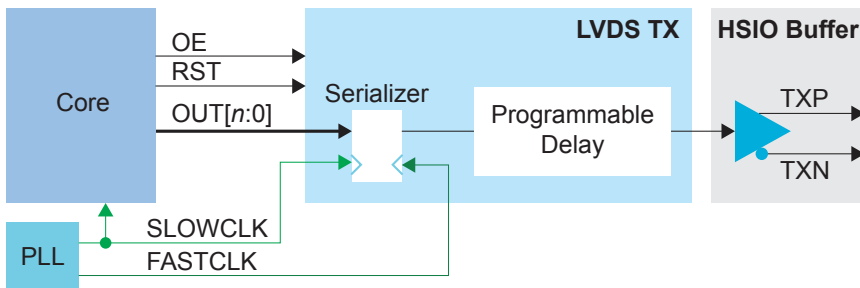 Core
OE
RST
OUT[n:0]
LVDS TX
Serializer
Programmable
Delay
HSIO Buffer
TXP
TXN
PLL
SLOWCLK
FASTCLK